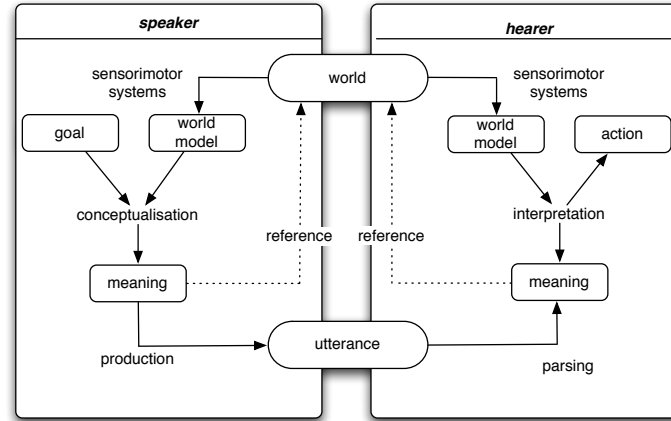 speaker
hearer
world
sensorimotor
systems
sensorimotor
systems
goal
world
model
world
model
action
conceptualisation
interpretation
reference
reference
meaning
meaning
utterance
production
parsing